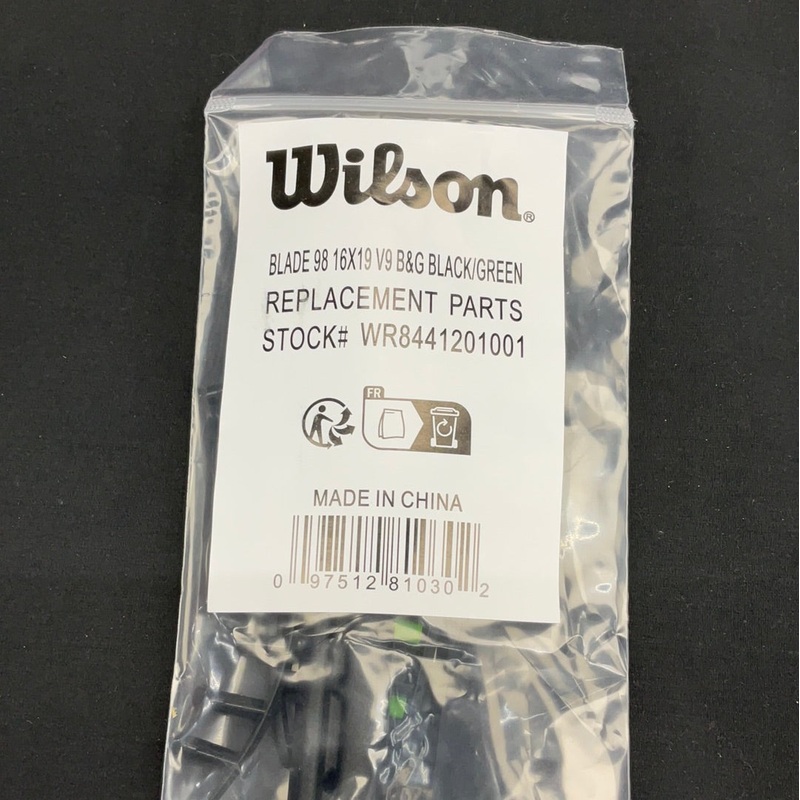 Wilson®
BLADE 98 16X19 V9 B&G BLACK/GREEN
REPLACEMENT PARTS
STOCK# WR8441201001
FR
MADE IN CHINA
0 97512 81030 2